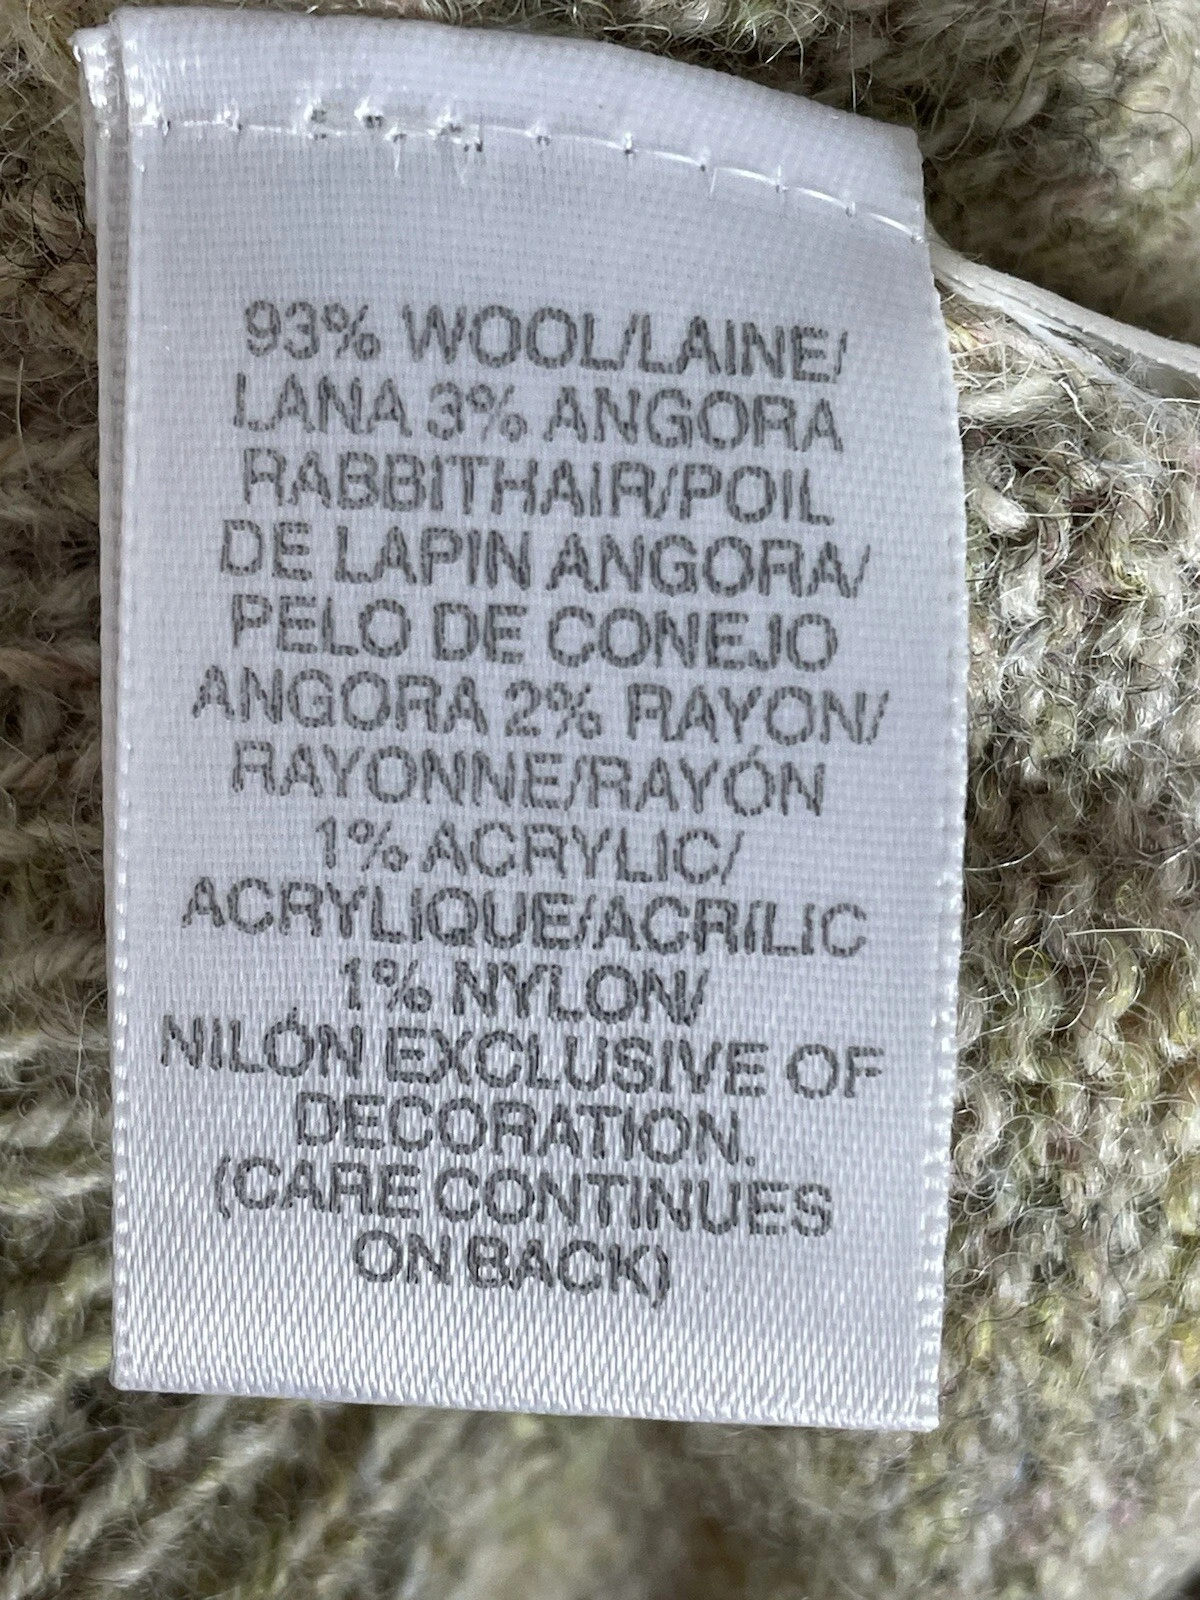 93% WOOL/LAINE/
LANA 3% ANGORA
RABBITHAIR/POIL
DE LAPIN ANGORA/
PELO DE CONEJO
ANGORA 2% RAYON/
RAYONNE/RAYÓN
1% ACRYLIC/
ACRYLIQUE/ACRÍLIC
1% NYLON/
NILÓN EXCLUSIVE OF
DECORATION.
(CARE CONTINUES
ON BACK)